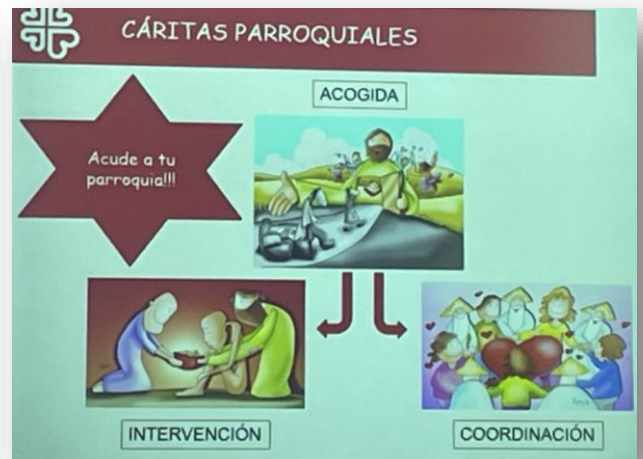 CÁRITAS PARROQUIALES
ACOGIDA
Acude a tu
parroquia!!!
INTERVENCIÓN
COORDINACIÓN